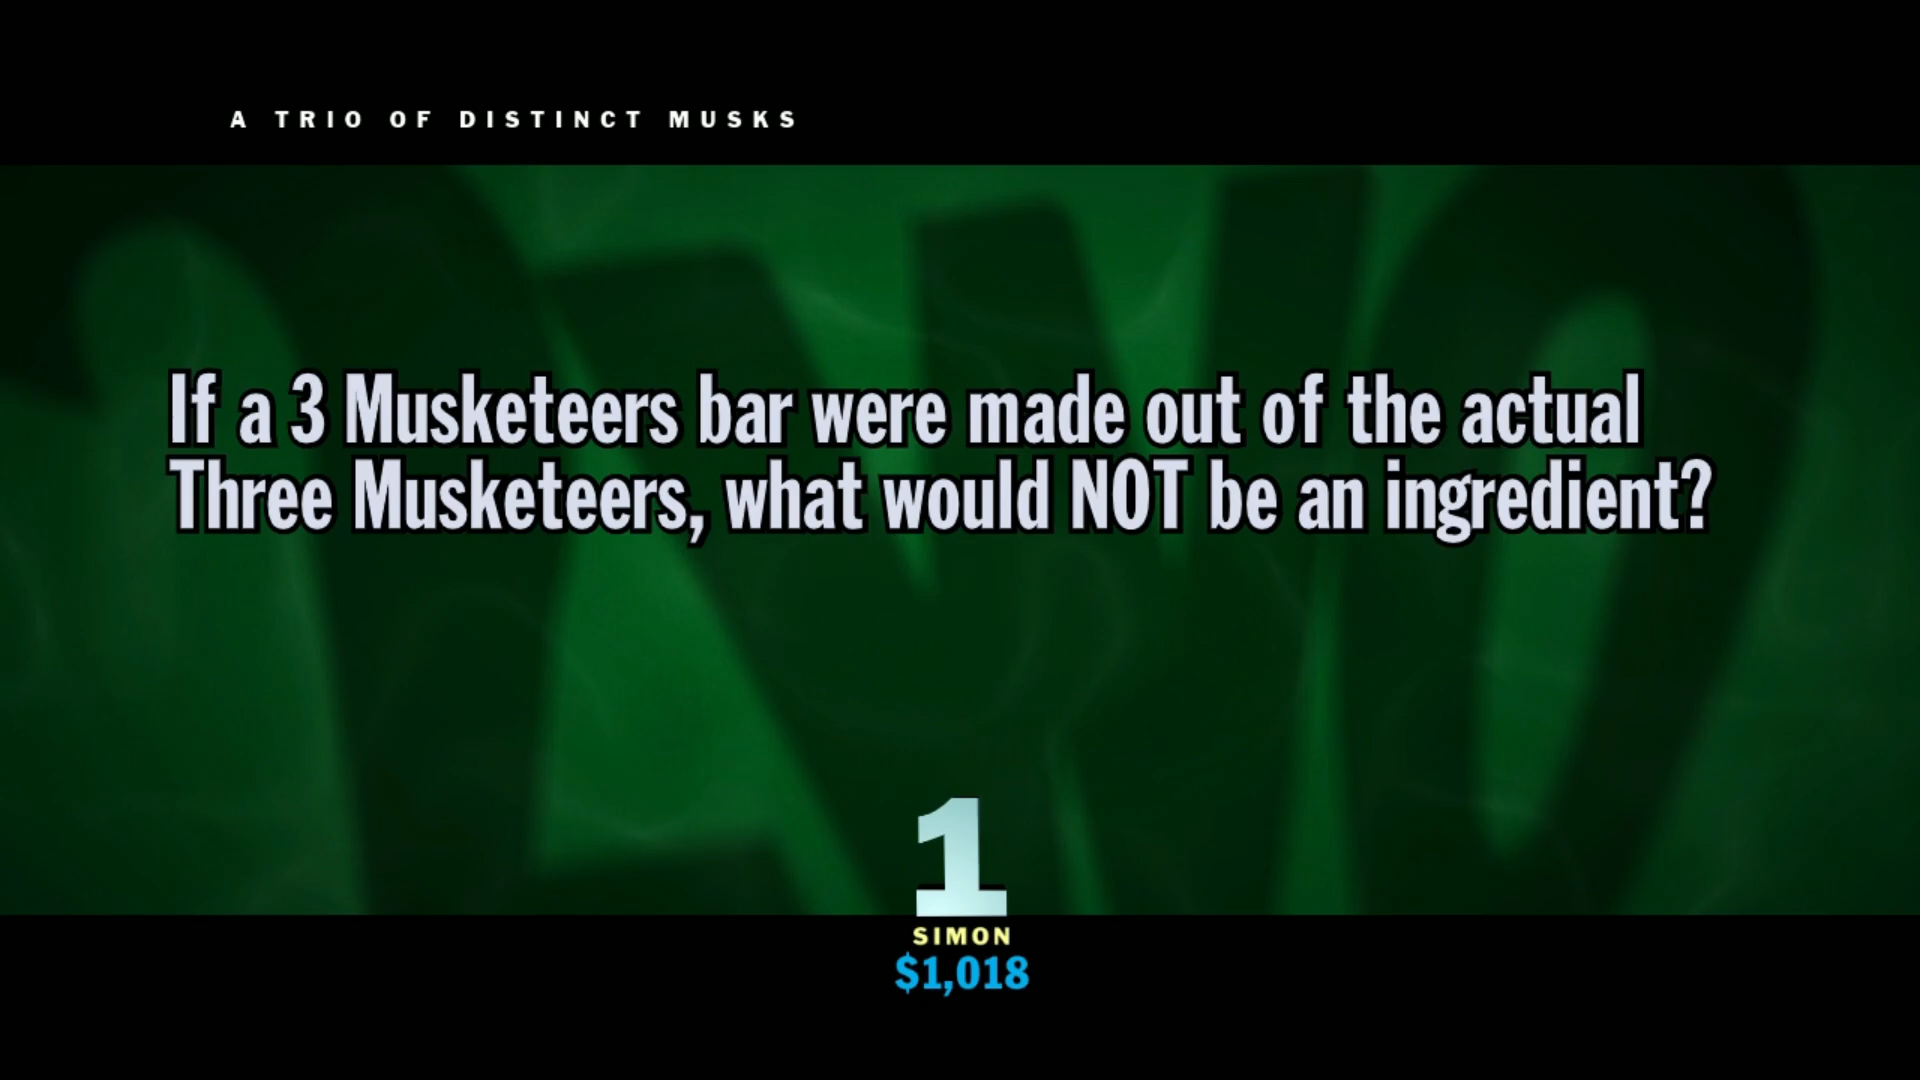 A TRIO OF DISTINCT MUSKS
If a 3 Musketeers bar were made out of the actual
Three Musketeers, what would NOT be an ingredient?
1
SIMON
$1,018